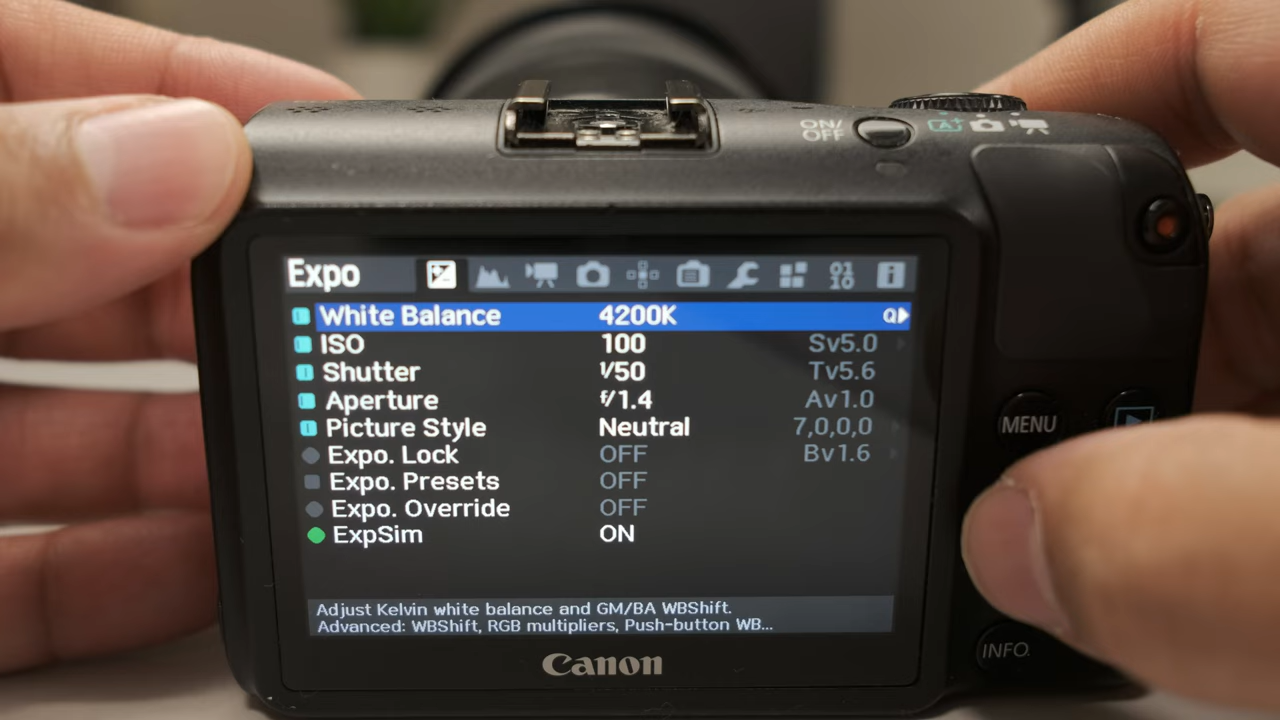 ON/
OFF
A+
Expo
01
10
i
White Balance 4200K Q
ISO 100 Sv5.0
Shutter 1/50 Tv5.6
Aperture f/1.4 Av1.0
Picture Style Neutral 7,0,0,0
Expo. Lock OFF Bv1.6
Expo. Presets OFF
Expo. Override OFF
ExpSim ON
Adjust Kelvin white balance and GM/BA WBShift.
Advanced: WBShift, RGB multipliers, Push-button WB...
MENU
INFO.
Canon